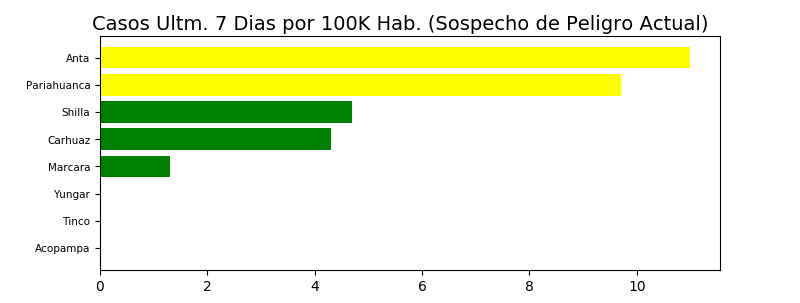 Casos Ultm. 7 Dias por 100K Hab. (Sospecho de Peligro Actual)
Anta
Pariahuanca
Shilla
Carhuaz
Marcara
Yungar
Tinco
Acopampa
0 2 4 6 8 10